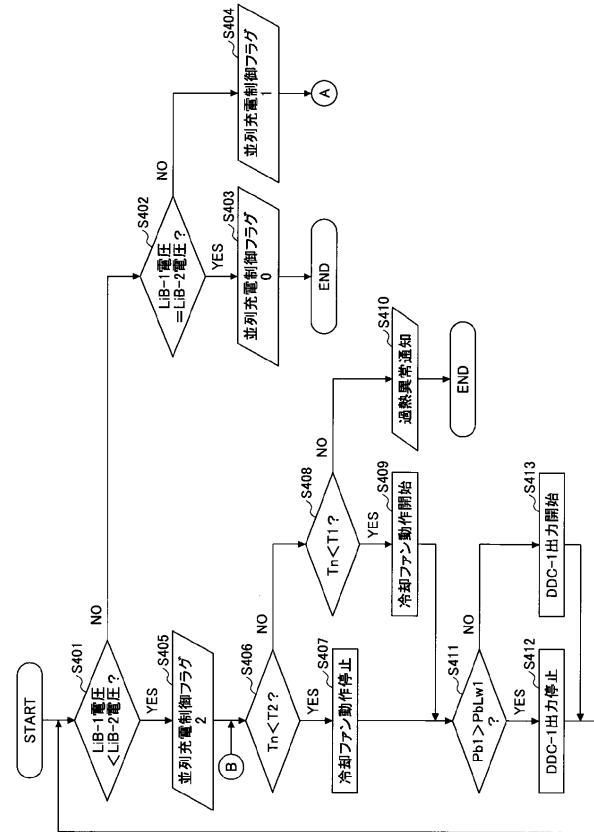 START
S401
LiB-1電圧
<LiB-2電圧?
NO
YES
S402
LiB-1電圧
=LiB-2電圧?
NO
YES
S403
並列充電制御フラグ
0
END
S404
並列充電制御フラグ
1
A
S405
並列充電制御フラグ
2
B
S406
Tn<T2?
NO
YES
S407
冷却ファン動作停止
S408
Tn<T1?
NO
YES
S409
冷却ファン動作開始
S410
過熱異常通知
END
S411
Pb1>PbLw1
?
NO
YES
S412
DDC-1出力停止
S413
DDC-1出力開始